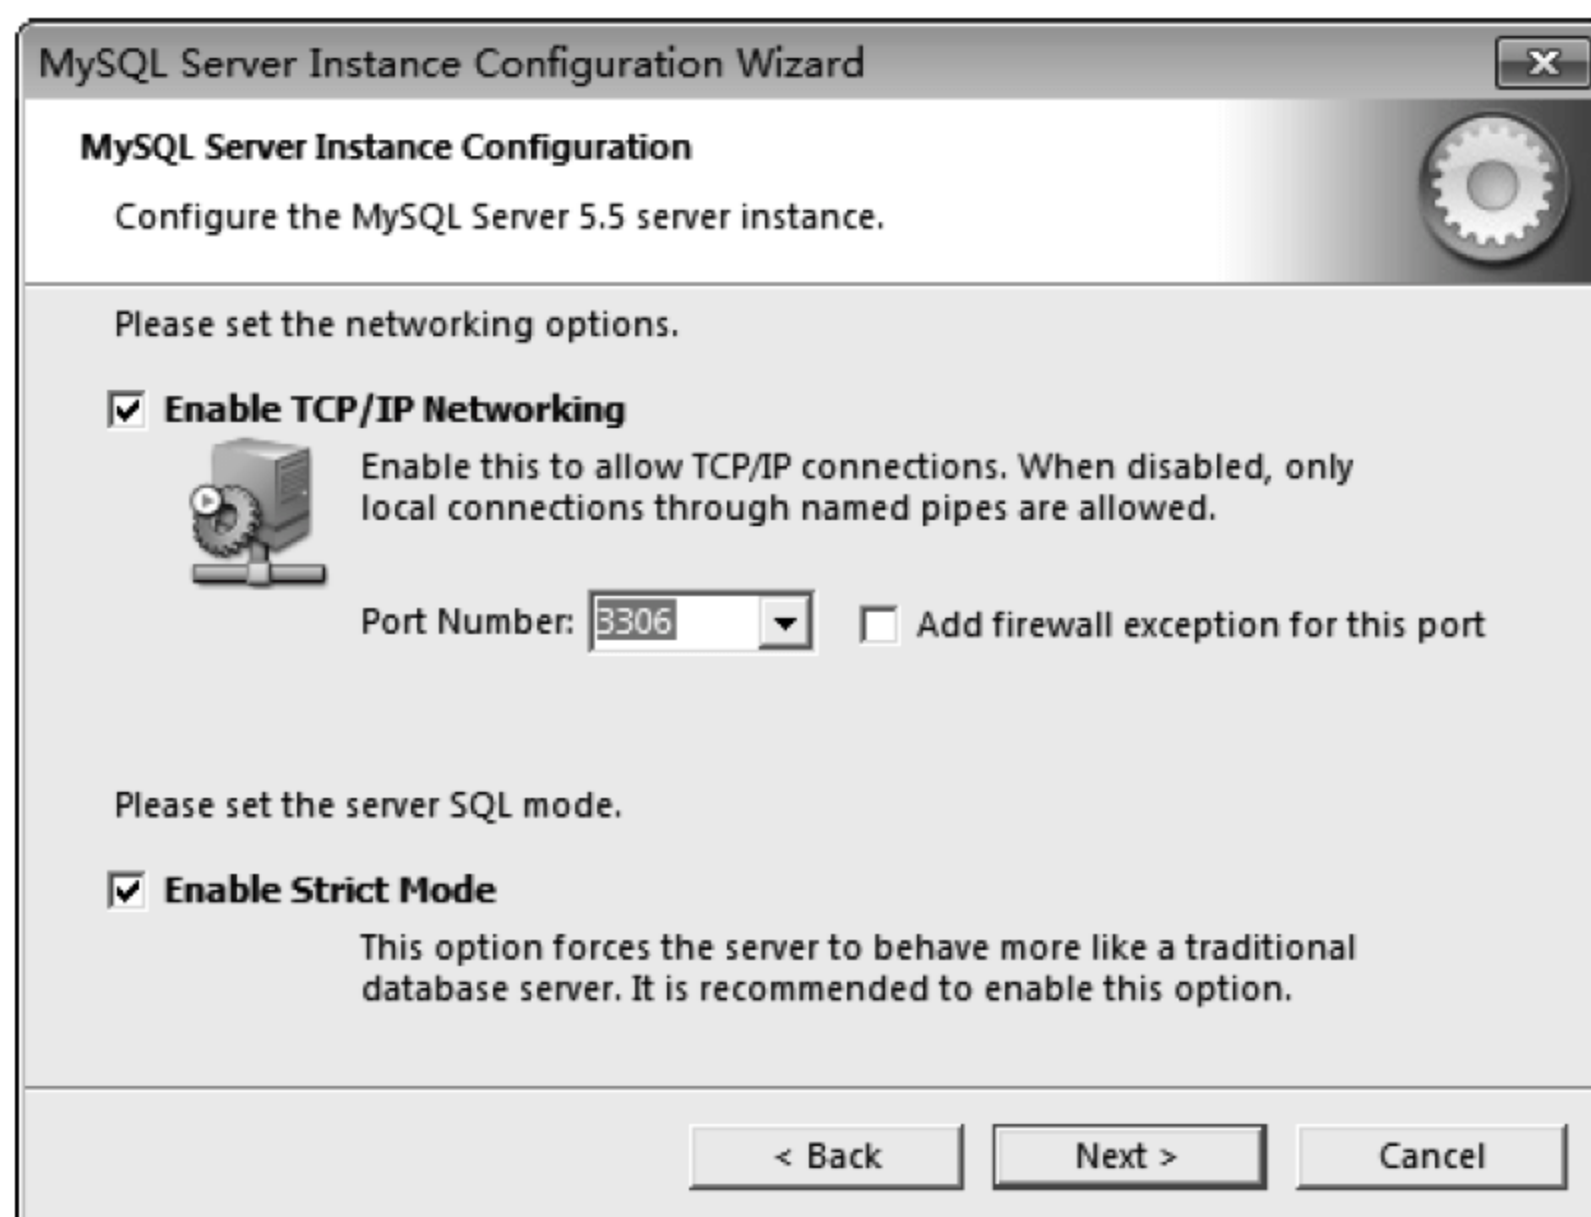 MySQL Server Instance Configuration Wizard
MySQL Server Instance Configuration
Configure the MySQL Server 5.5 server instance.
Please set the networking options.
Enable TCP/IP Networking
Enable this to allow TCP/IP connections. When disabled, only
local connections through named pipes are allowed.
Port Number: 3306 Add firewall exception for this port
Please set the server SQL mode.
Enable Strict Mode
This option forces the server to behave more like a traditional
database server. It is recommended to enable this option.
< Back Next > Cancel